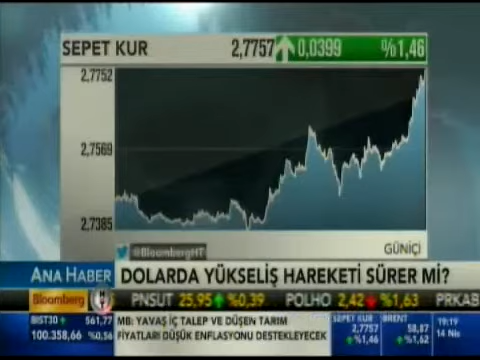 SEPET KUR 2,7757 0,0399 %1,46
2,7752
2,7569
2,7385
@BloombergHT
GÜNİÇİ
ANA HABER DOLARDA YÜKSELİŞ HAREKETİ SÜRER Mİ?
Bloomberg HT PNSUT 25,95 %0,39 POLHO 2,42 %1,63 PRKAB
BIST30 561,77
100.358,66 %0,56
MB: YAVAŞ İÇ TALEP VE DÜŞEN TARIM
FİYATLARI DÜŞÜK ENFLASYONU DESTEKLEYECEK
SEPET KUR
2,7757
%1,46
BRENT
58,87
%1,62
19:19
14 Nis